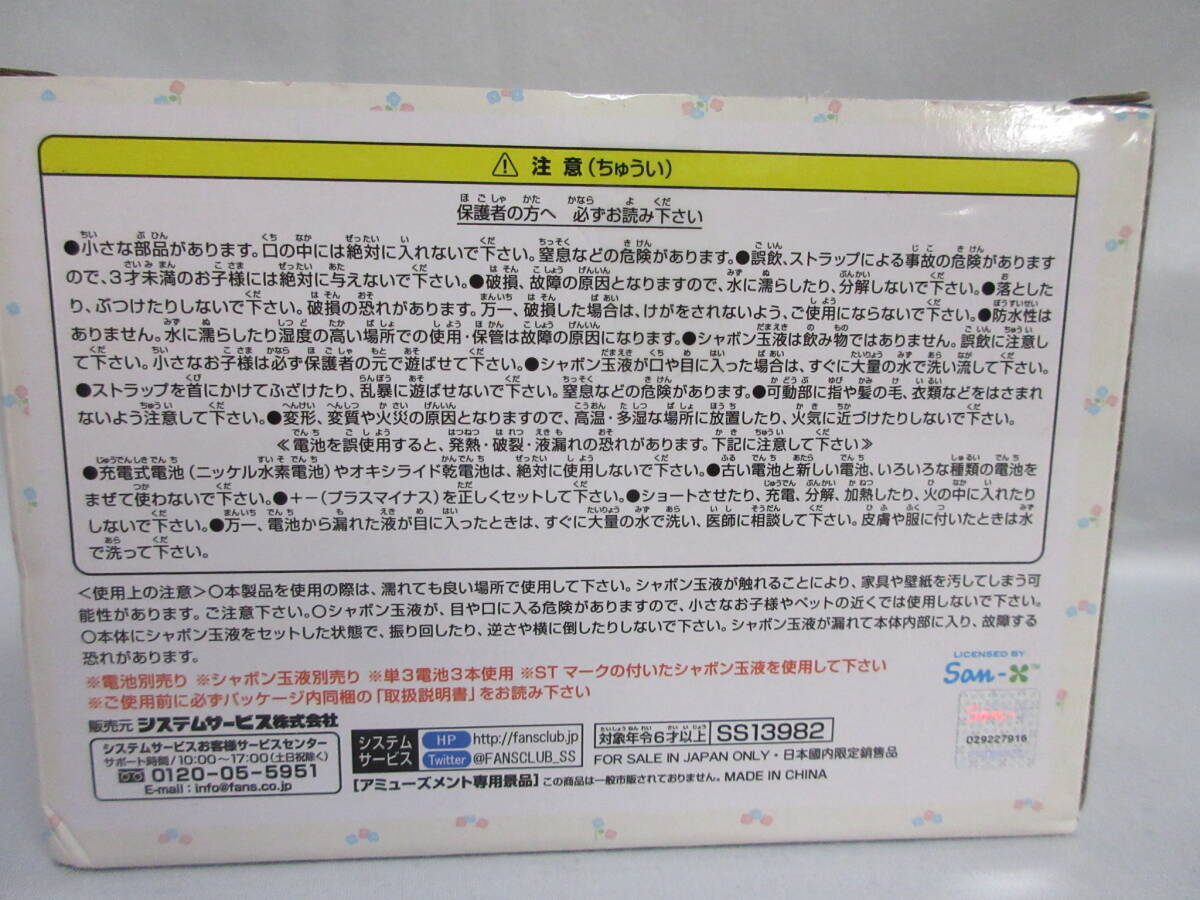 ⚠ 注意(ちゅうい)
保護者の方へ 必ずお読み下さい
●小さな部品があります。口の中には絶対に入れないで下さい。窒息などの危険があります。●誤飲、ストラップによる事故の危険があります
ので、3才未満のお子様には絶対に与えないで下さい。●破損、故障の原因となりますので、水に濡らしたり、分解しないで下さい。●落とした
り、ぶつけたりしないで下さい。破損の恐れがあります。万一、破損した場合は、けがをされないよう、ご使用にならないで下さい。●防水性は
ありません。水に濡らしたり湿度の高い場所での使用・保管は故障の原因になります。●シャボン玉液は飲み物ではありません。誤飲に注意し
て下さい。小さなお子様は必ず保護者の元で遊ばせて下さい。●シャボン玉液が口や目に入った場合は、すぐに大量の水で洗い流して下さい。
●ストラップを首にかけてふざけたり、乱暴に遊ばせないで下さい。窒息などの危険があります。●可動部に指や髪の毛、衣類などをはさまれ
ないよう注意して下さい。●変形、変質や火災の原因となりますので、高温・多湿な場所に放置したり、火気に近づけたりしないで下さい。
≪電池を誤使用すると、発熱・破裂・液漏れの恐れがあります。下記に注意して下さい≫
●充電式電池(ニッケル水素電池)やオキシライド乾電池は、絶対に使用しないで下さい。●古い電池と新しい電池、いろいろな種類の電池を
まぜて使わないで下さい。●+-(プラスマイナス)を正しくセットして下さい。●ショートさせたり、充電、分解、加熱したり、火の中に入れたり
しないで下さい。●万一、電池から漏れた液が目に入ったときは、すぐに大量の水で洗い、医師に相談して下さい。皮膚や服に付いたときは水
で洗って下さい。
<使用上の注意>○本製品を使用の際は、濡れても良い場所で使用して下さい。シャボン玉液が触れることにより、家具や壁紙を汚してしまう可
能性があります。ご注意下さい。○シャボン玉液が、目や口に入る危険がありますので、小さなお子様やペットの近くでは使用しないで下さい。
○本体にシャボン玉液をセットした状態で、振り回したり、逆さや横に倒したりしないで下さい。シャボン玉液が漏れて本体内部に入り、故障する
恐れがあります。
※電池別売り ※シャボン玉液別売り ※単3電池3本使用 ※STマークの付いたシャボン玉液を使用して下さい
※ご使用前に必ずパッケージ内同梱の「取扱説明書」をお読み下さい
LICENSED BY
San-X™
029227916
販売元 システムサービス株式会社
システムサービスお客様サービスセンター
サポート時間/10:00~17:00(土日祝除く)
0120-05-5951
E-mail:info@fans.co.jp
システム
サービス
HP http://fansclub.jp
Twitter @FANSCLUB_SS
対象年令6才以上 SS13982
FOR SALE IN JAPAN ONLY・日本國内限定銷售品
【アミューズメント専用景品】この商品は一般市販されておりません。MADE IN CHINA